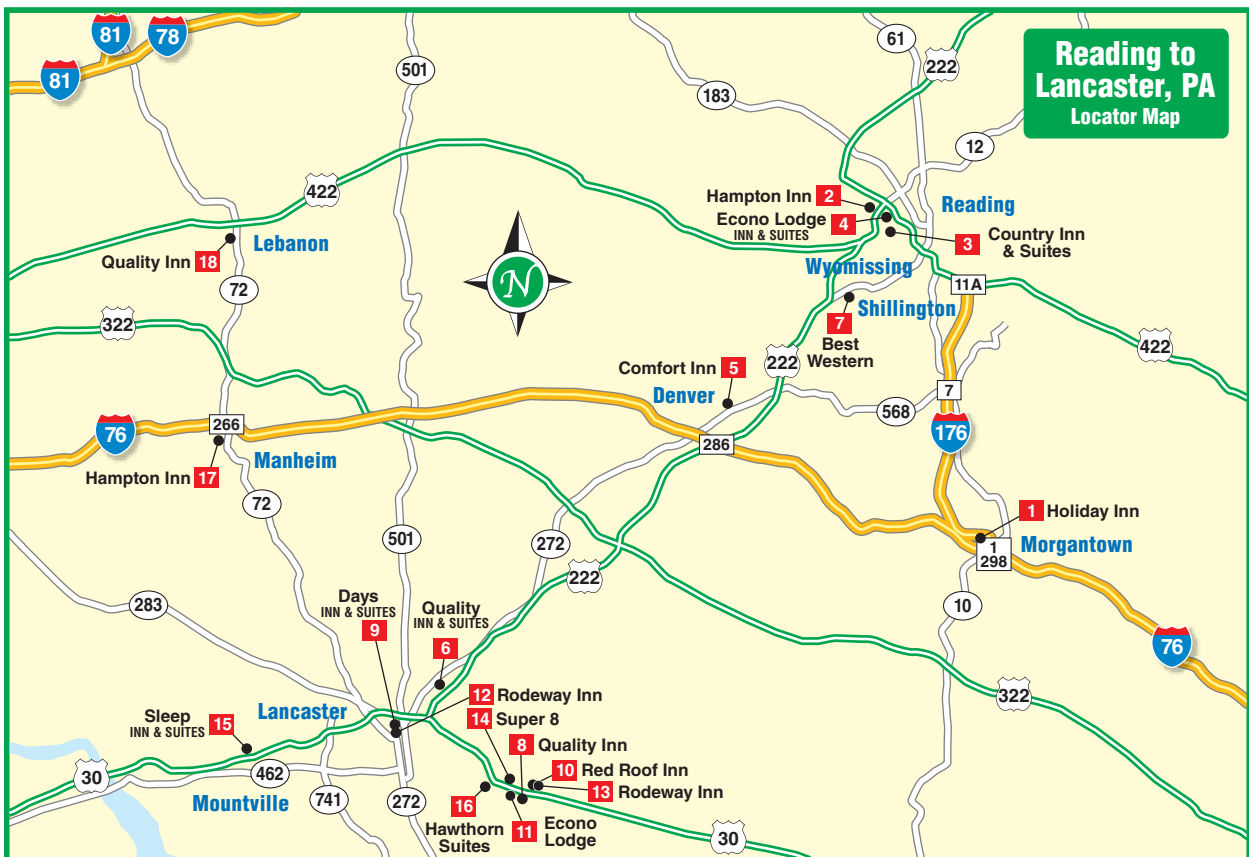 81
78
81
501
61
222
183
12
Reading to
Lancaster, PA
Locator Map
422
Hampton Inn 2
Econo Lodge 4
INN & SUITES
Reading
3 Country Inn
& Suites
Lebanon
Quality Inn 18
Wyomissing
72
11A
Shillington
7
Best
Western
N
322
222
422
Comfort Inn 5
Denver
7
568
76
266
176
286
Manheim
Hampton Inn 17
72
501
272
1 Holiday Inn
Morgantown
1
298
222
283
10
76
Days
INN & SUITES
9
Quality
INN & SUITES
6
12 Rodeway Inn
322
Lancaster
Sleep
INN & SUITES 15
14 Super 8
8 Quality Inn
10 Red Roof Inn
13 Rodeway Inn
30
462
Mountville
741
272
16
Hawthorn
Suites
11 Econo
Lodge
30